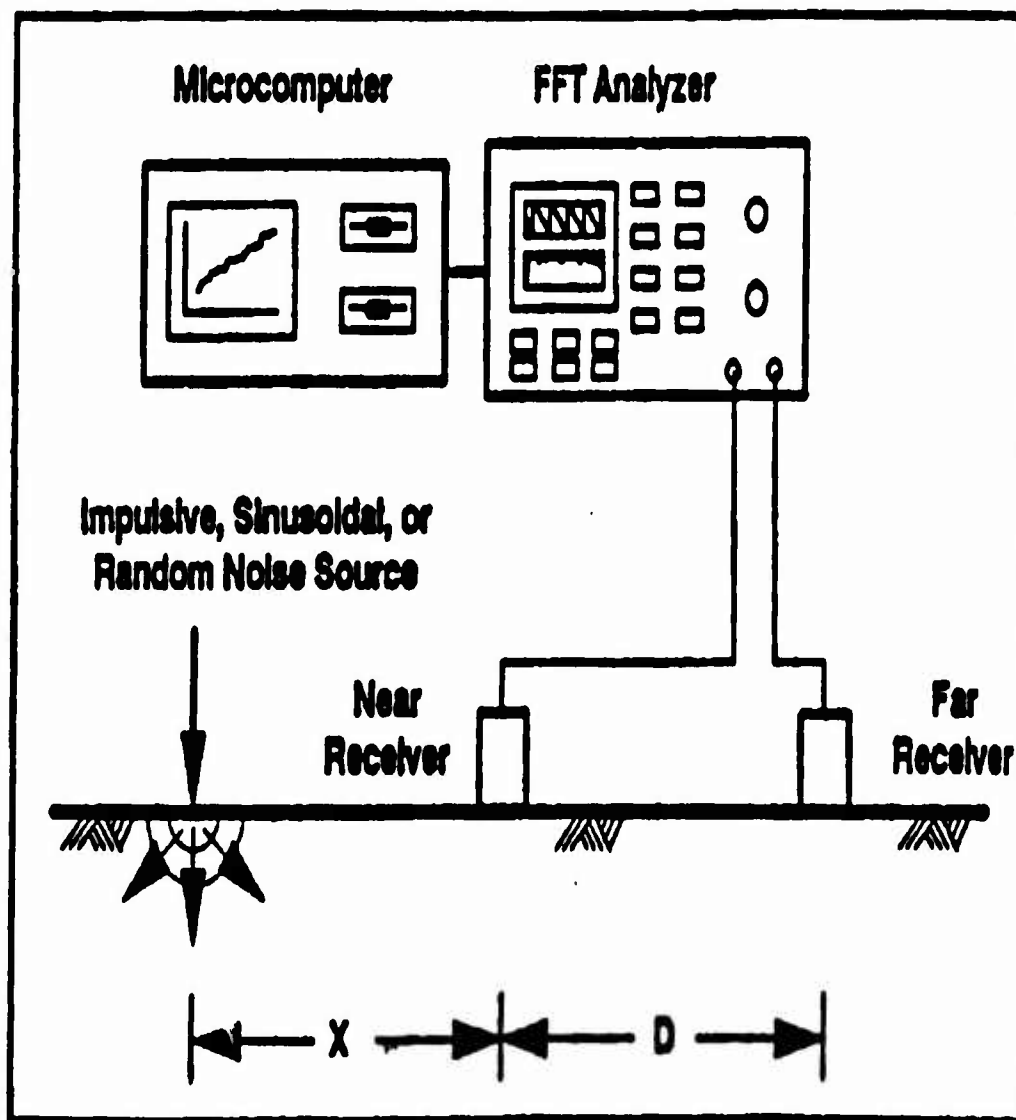 Microcomputer
FFT Analyzer
Impulsive, Sinusoidal, or
Random Noise Source
Near
Receiver
Far
Receiver
X
D